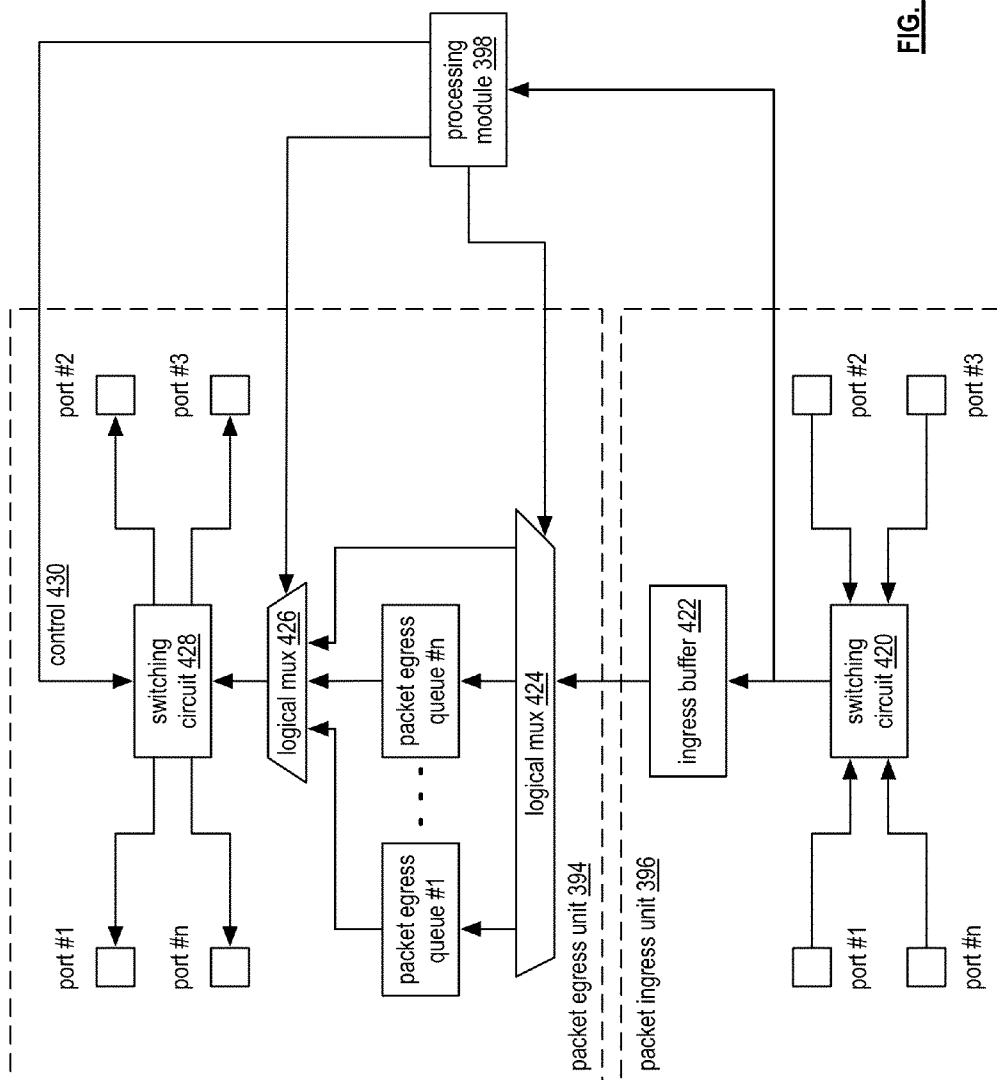 control 430
port #1
port #n
switching
circuit 428
port #2
port #3
logical mux 426
packet egress
queue #1
packet egress
queue #n
logical mux 424
packet egress unit 394
packet ingress unit 396
ingress buffer 422
port #1
port #n
switching
circuit 420
port #2
port #3
processing
module 398
FIG.